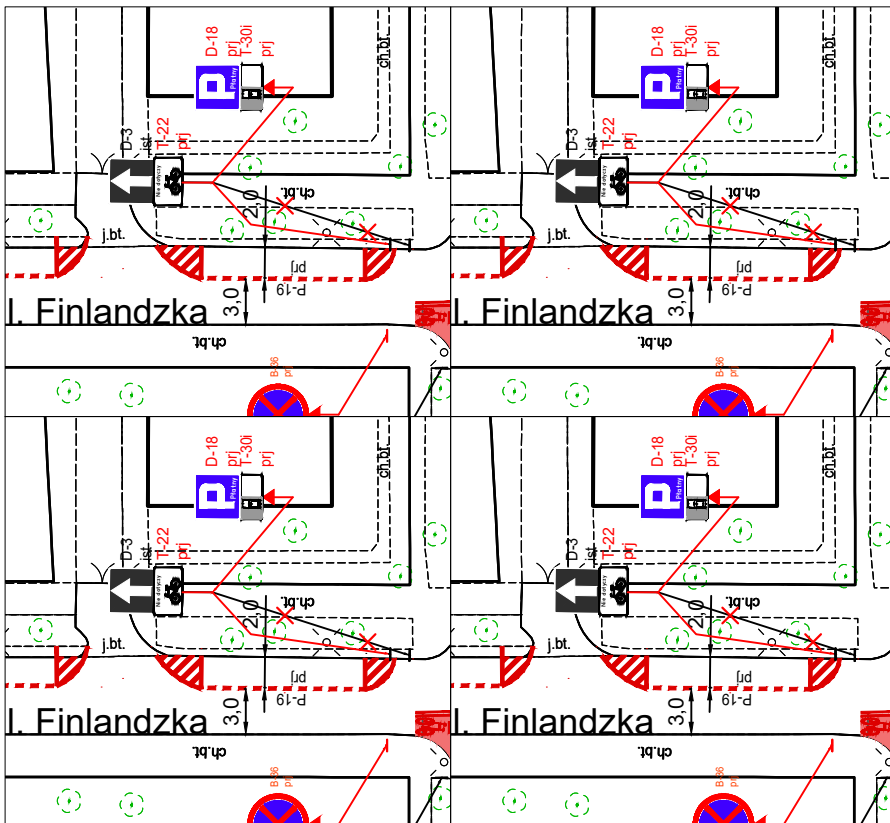 D-18
prj
T-30i
prj
P
Płatny
ch.bt.
D-3
ist
T-22
prj
Nie dotyczy
ch.bt.
2,0
j.bt.
prj
P-19
3,0
l. Finlandzka
ch.bt.
B-36
prj
D-18
prj
T-30i
prj
P
Płatny
ch.bt.
D-3
ist
T-22
prj
Nie dotyczy
ch.bt.
2,0
j.bt.
prj
P-19
3,0
l. Finlandzka
ch.bt.
B-36
prj
D-18
prj
T-30i
prj
P
Płatny
ch.bt.
D-3
ist
T-22
prj
Nie dotyczy
ch.bt.
2,0
j.bt.
prj
P-19
3,0
l. Finlandzka
ch.bt.
B-36
prj
D-18
prj
T-30i
prj
P
Płatny
ch.bt.
D-3
ist
T-22
prj
Nie dotyczy
ch.bt.
2,0
j.bt.
prj
P-19
3,0
l. Finlandzka
ch.bt.
B-36
prj